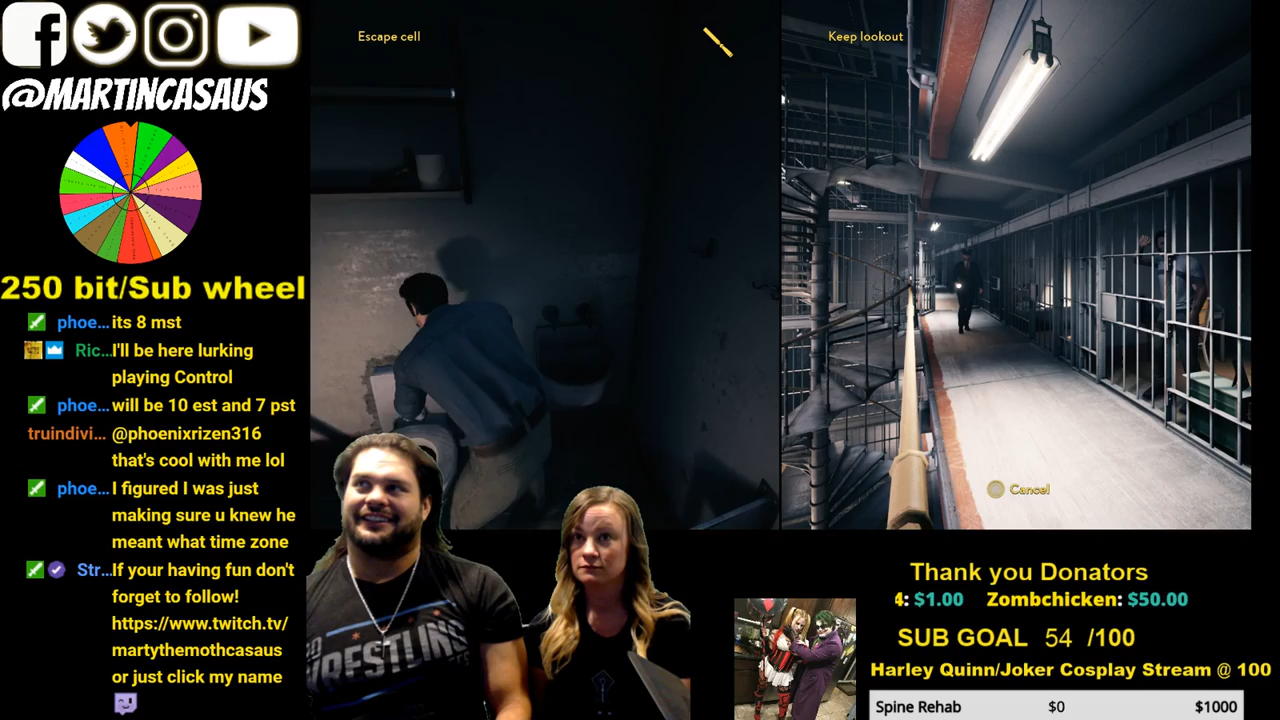 @MARTINCASAUS
250 bit/Sub wheel
phoe... its 8 mst
Ric... I'll be here lurking
playing Control
phoe... will be 10 est and 7 pst
truindivi... @phoenixrizen316
that's cool with me lol
phoe... I figured I was just
making sure u knew he
meant what time zone
Str... If your having fun don't
forget to follow!
https://www.twitch.tv/
martythemothcasaus
or just click my name
Escape cell
Keep lookout
Cancel
WRESTLING
Thank you Donators
4: $1.00 Zombchicken: $50.00
SUB GOAL 54 /100
Harley Quinn/Joker Cosplay Stream @ 100
Spine Rehab $0 $1000